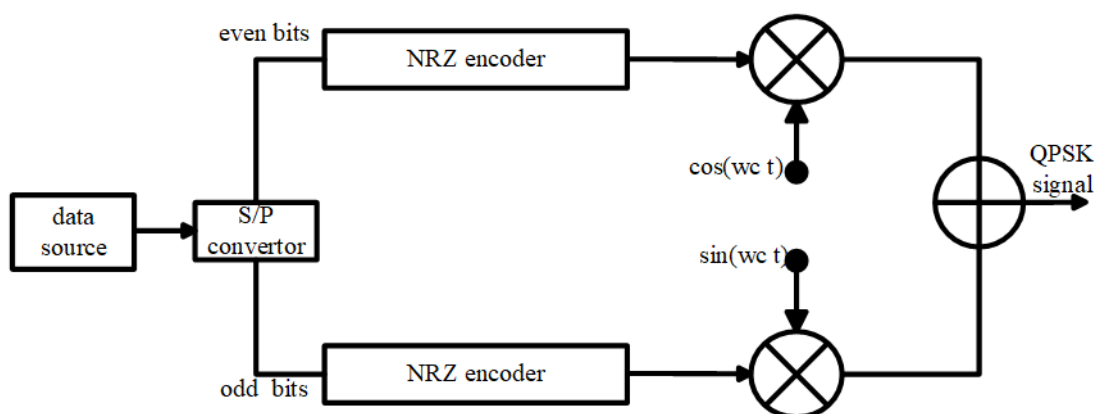 even bits
NRZ encoder
cos(wc t)
QPSK
signal
data
source
S/P
convertor
sin(wc t)
odd bits
NRZ encoder